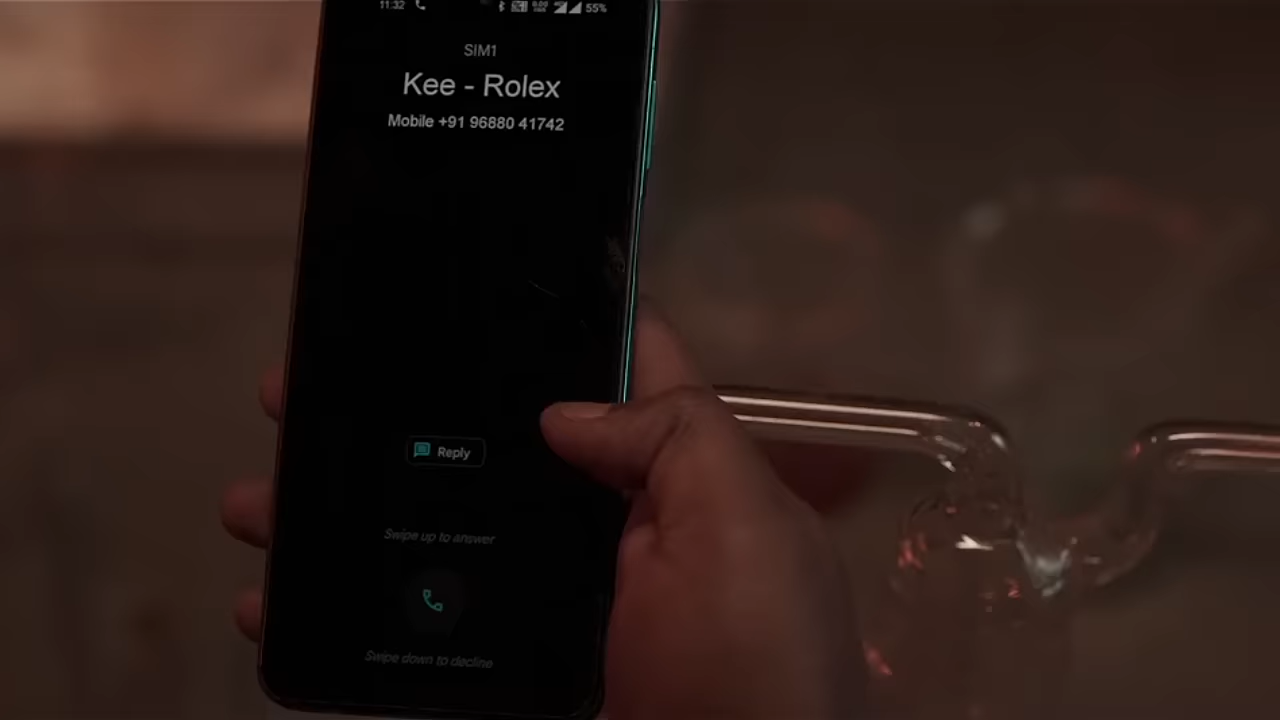 11:32 55%
SIM1
Kee - Rolex
Mobile +91 96880 41742
Reply
Swipe up to answer
Swipe down to decline